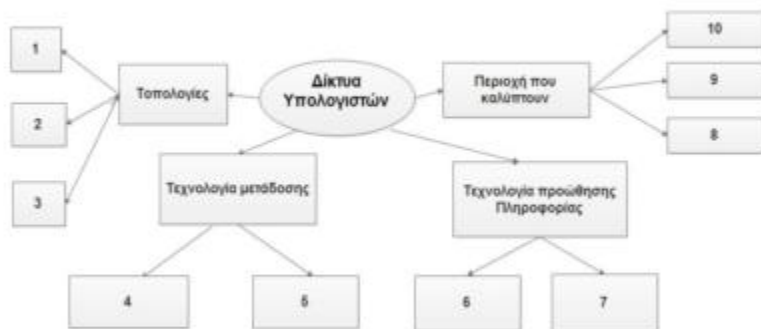 1
10
Δίκτυα
Υπολογιστών
Τοπολογίες
Περιοχή που
καλύπτουν
9
2
8
Τεχνολογία μετάδοσης
Τεχνολογία προώθησης
Πληροφορίας
3
4
5
6
7